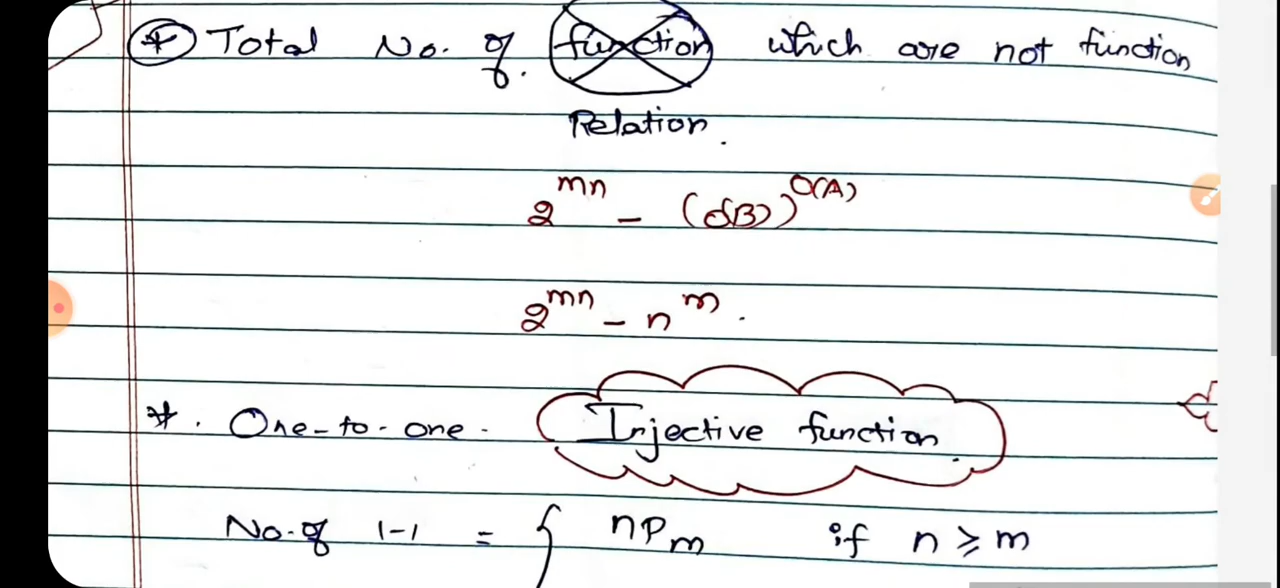 * Total No. of function which are not function
Relation.
2^mn - (O(B))^O(A)
2^mn - n^m.
*. One-to-one - Injective function.
No. of 1-1 = { nPm if n ≥ m